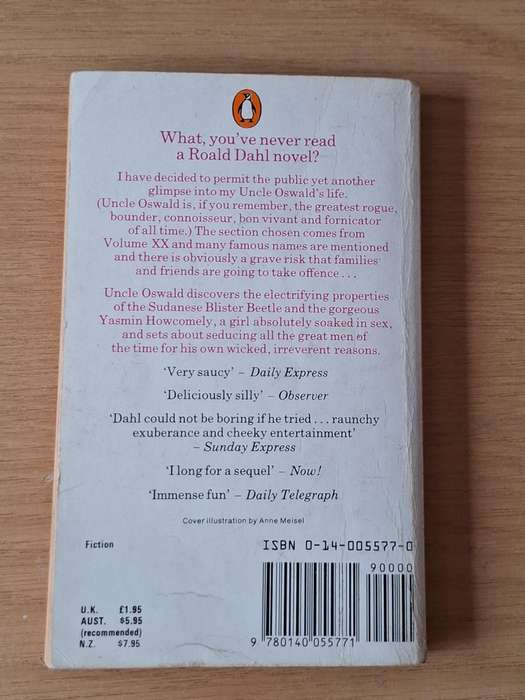 What, you've never read
a Roald Dahl novel?
I have decided to permit the public yet another
glimpse into my Uncle Oswald's life.
(Uncle Oswald is, if you remember, the greatest rogue,
bounder, connoisseur, bon vivant and fornicator
of all time.) The section chosen comes from
Volume XX and many famous names are mentioned
and there is obviously a grave risk that families
and friends are going to take offence . . .
Uncle Oswald discovers the electrifying properties
of the Sudanese Blister Beetle and the gorgeous
Yasmin Howcomely, a girl absolutely soaked in sex,
and sets about seducing all the great men of
the time for his own wicked, irreverent reasons.
'Very saucy' – Daily Express
'Deliciously silly' – Observer
'Dahl could not be boring if he tried . . . raunchy
exuberance and cheeky entertainment'
– Sunday Express
'I long for a sequel' – Now!
'Immense fun' – Daily Telegraph
Cover illustration by Anne Meisel
Fiction
ISBN 0-14-005577-0
90000
U.K. £1.95
AUST. $5.95
(recommended)
N.Z. $7.95
9 780140 055771